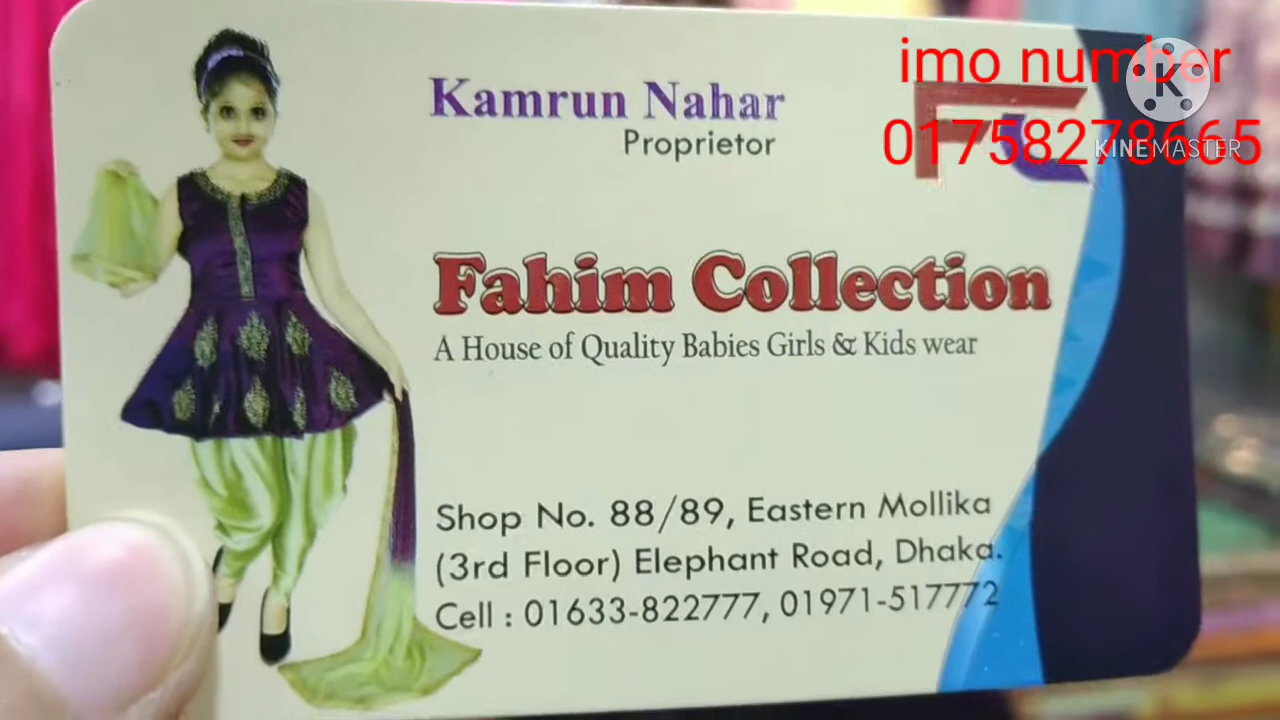 imo number
01758278665
KINEMASTER
K
Kamrun Nahar
Proprietor
Fahim Collection
A House of Quality Babies Girls & Kids wear
Shop No. 88/89, Eastern Mollika
(3rd Floor) Elephant Road, Dhaka.
Cell : 01633-822777, 01971-517772